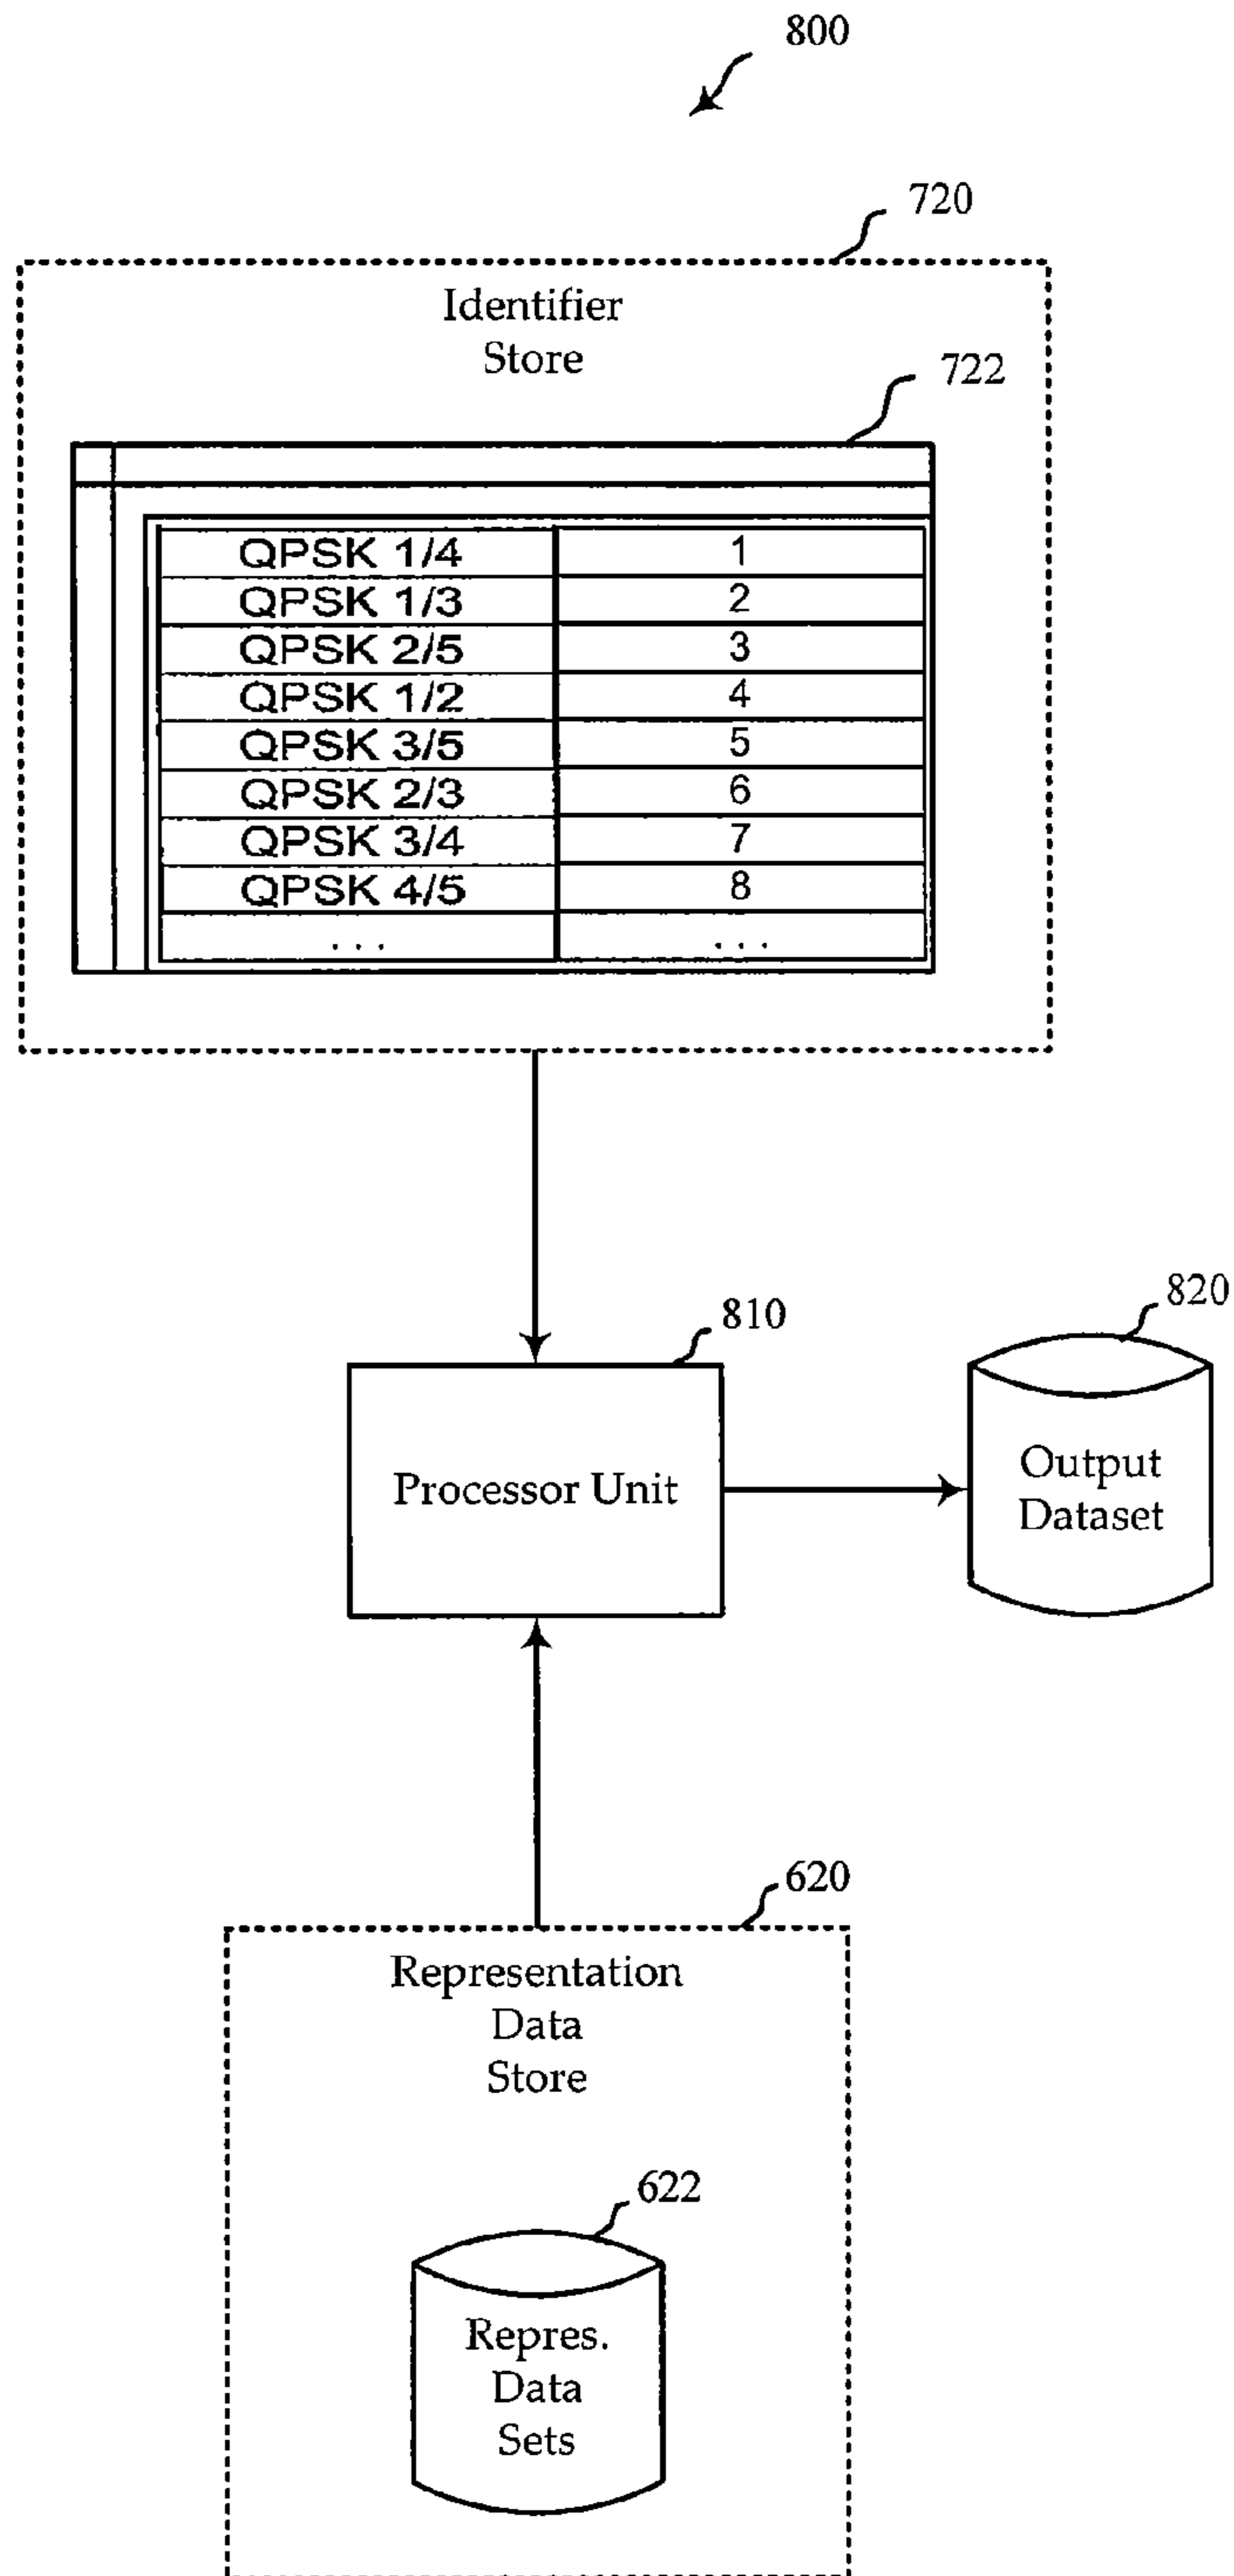 800
720
Identifier
Store
722
QPSK 1/4 1
QPSK 1/3 2
QPSK 2/5 3
QPSK 1/2 4
QPSK 3/5 5
QPSK 2/3 6
QPSK 3/4 7
QPSK 4/5 8
... ...
810
820
Processor Unit
Output
Dataset
620
Representation
Data
Store
622
Repres.
Data
Sets